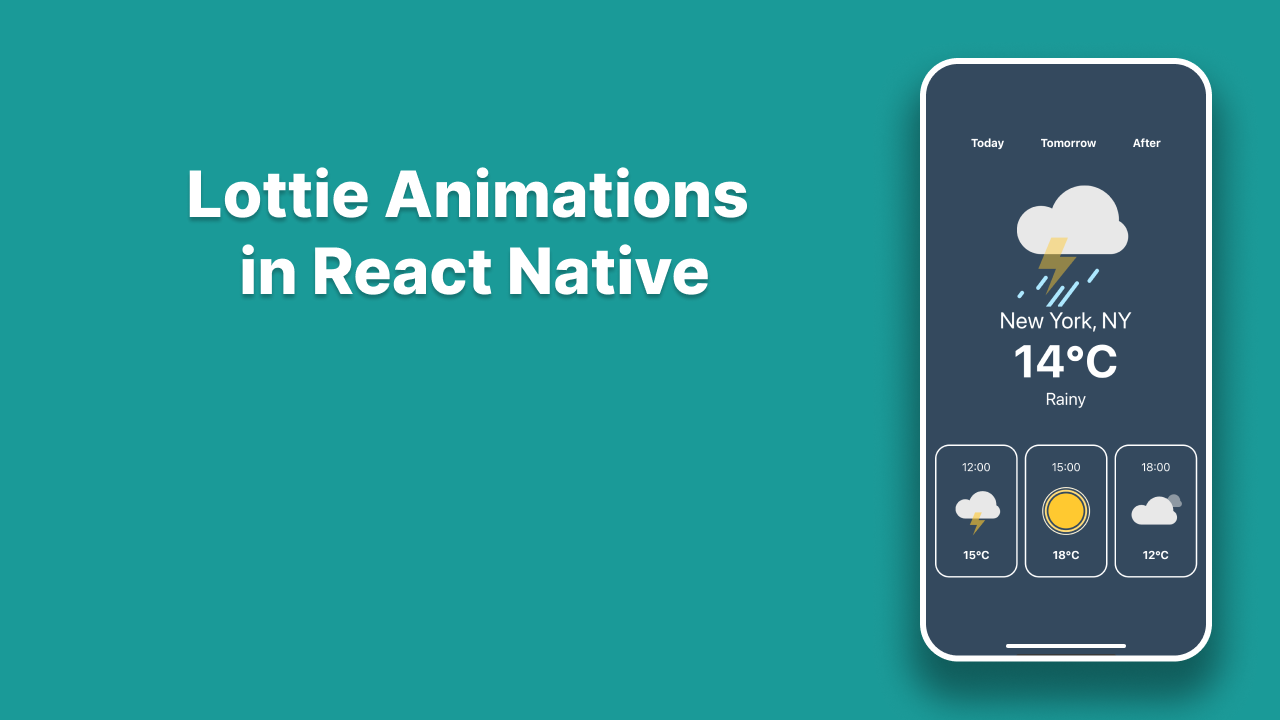 Lottie Animations
in React Native
Today Tomorrow After
New York, NY
14°C
Rainy
12:00 15:00 18:00
15°C 18°C 12°C